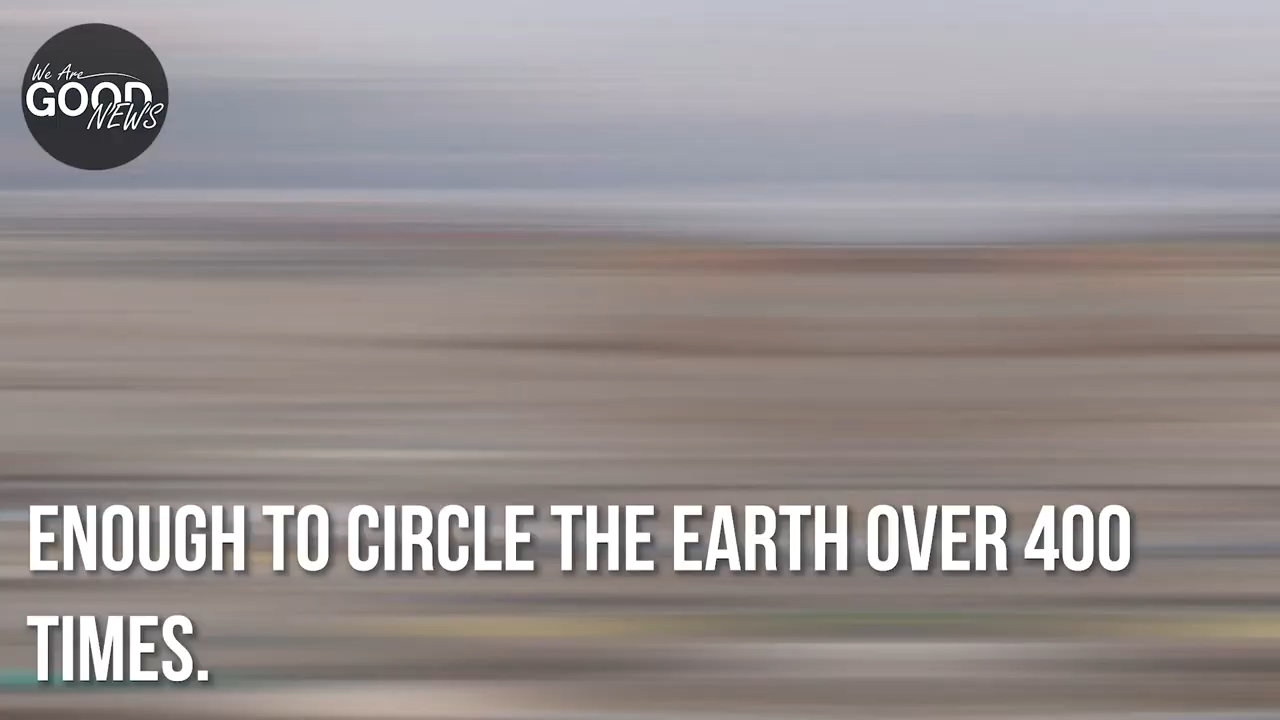 We Are
GOOD
NEWS
ENOUGH TO CIRCLE THE EARTH OVER 400
TIMES.